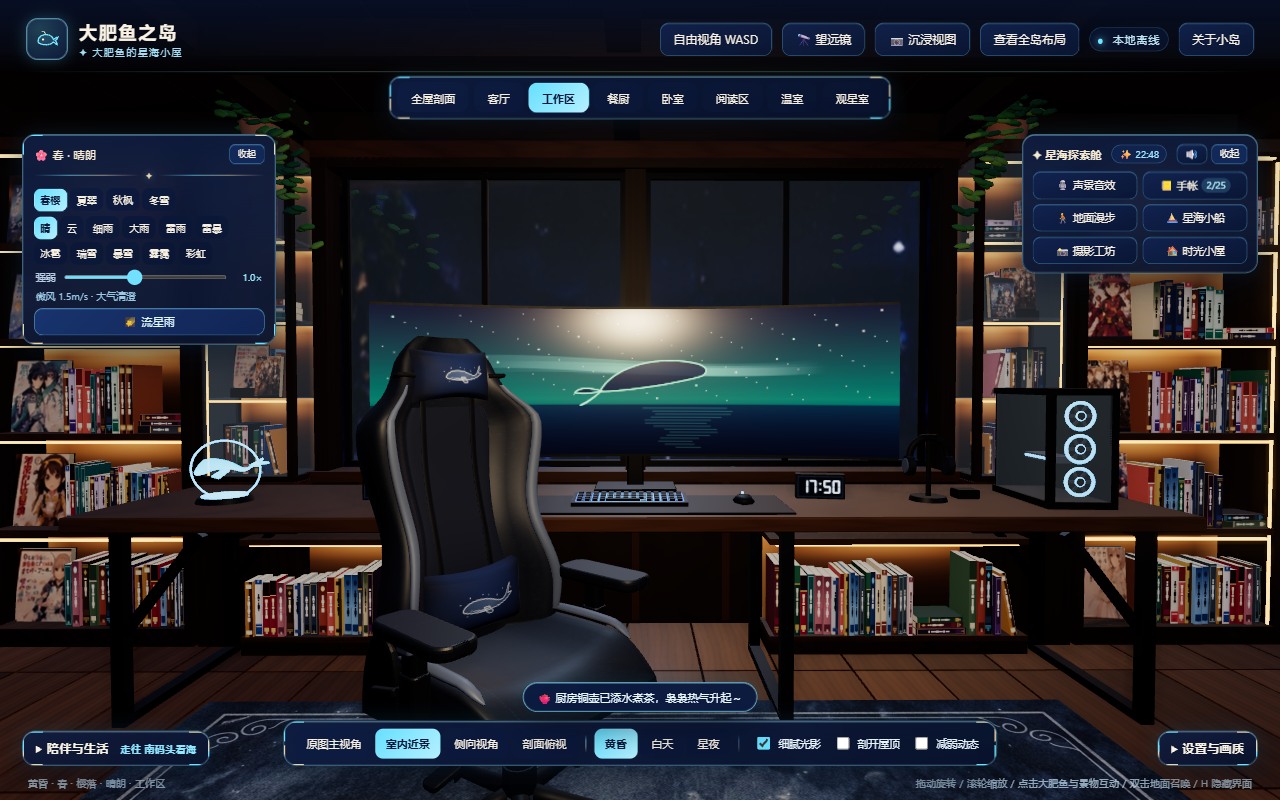 大肥鱼之岛
✦ 大肥鱼的星海小屋
自由视角 WASD
望远镜
沉浸视图
查看全岛布局
本地离线
关于小岛
全屋剖面 客厅 工作区 餐厨 卧室 阅读区 温室 观星室
春 · 晴朗 收起
春樱 夏翠 秋枫 冬雪
晴 云 细雨 大雨 雷雨 雷暴
冰雹 瑞雪 暴雪 雾霭 彩虹
强弱 1.0×
微风 1.5m/s · 大气清澄
流星雨
✦ 星海探索舱 22:48 收起
声景音效 手帐 2/25
地面漫步 星海小船
摄影工坊 时光小屋
17:50
厨房铜壶已添水煮茶，袅袅热气升起~
▸ 陪伴与生活 走往 南码头看海
原图主视角 室内近景 侧向视角 剖面俯视 黄昏 白天 星夜 细腻光影 剖开屋顶 减弱动态
▸ 设置与画质
黄昏 · 春 · 樱落 · 晴朗 · 工作区
拖动旋转 / 滚轮缩放 / 点击大肥鱼与景物互动 / 双击地面召唤 / H 隐藏界面